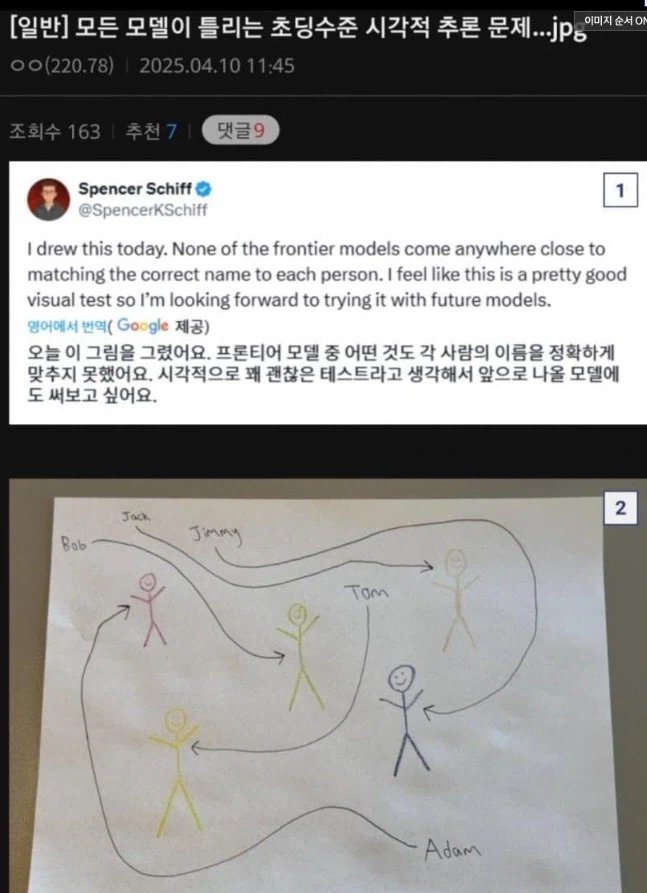 [일반] 모든 모델이 틀리는 초딩수준 시각적 추론 문제...jpg
이미지 순서 ON
ㅇㅇ(220.78) | 2025.04.10 11:45
조회수 163 | 추천 7 | 댓글 9
Spencer Schiff
@SpencerKSchiff
1
I drew this today. None of the frontier models come anywhere close to
matching the correct name to each person. I feel like this is a pretty good
visual test so I'm looking forward to trying it with future models.
영어에서 번역( Google 제공)
오늘 이 그림을 그렸어요. 프론티어 모델 중 어떤 것도 각 사람의 이름을 정확하게
맞추지 못했어요. 시각적으로 꽤 괜찮은 테스트라고 생각해서 앞으로 나올 모델에
도 써보고 싶어요.
2
Jack
Jimmy
Bob
Tom
Adam